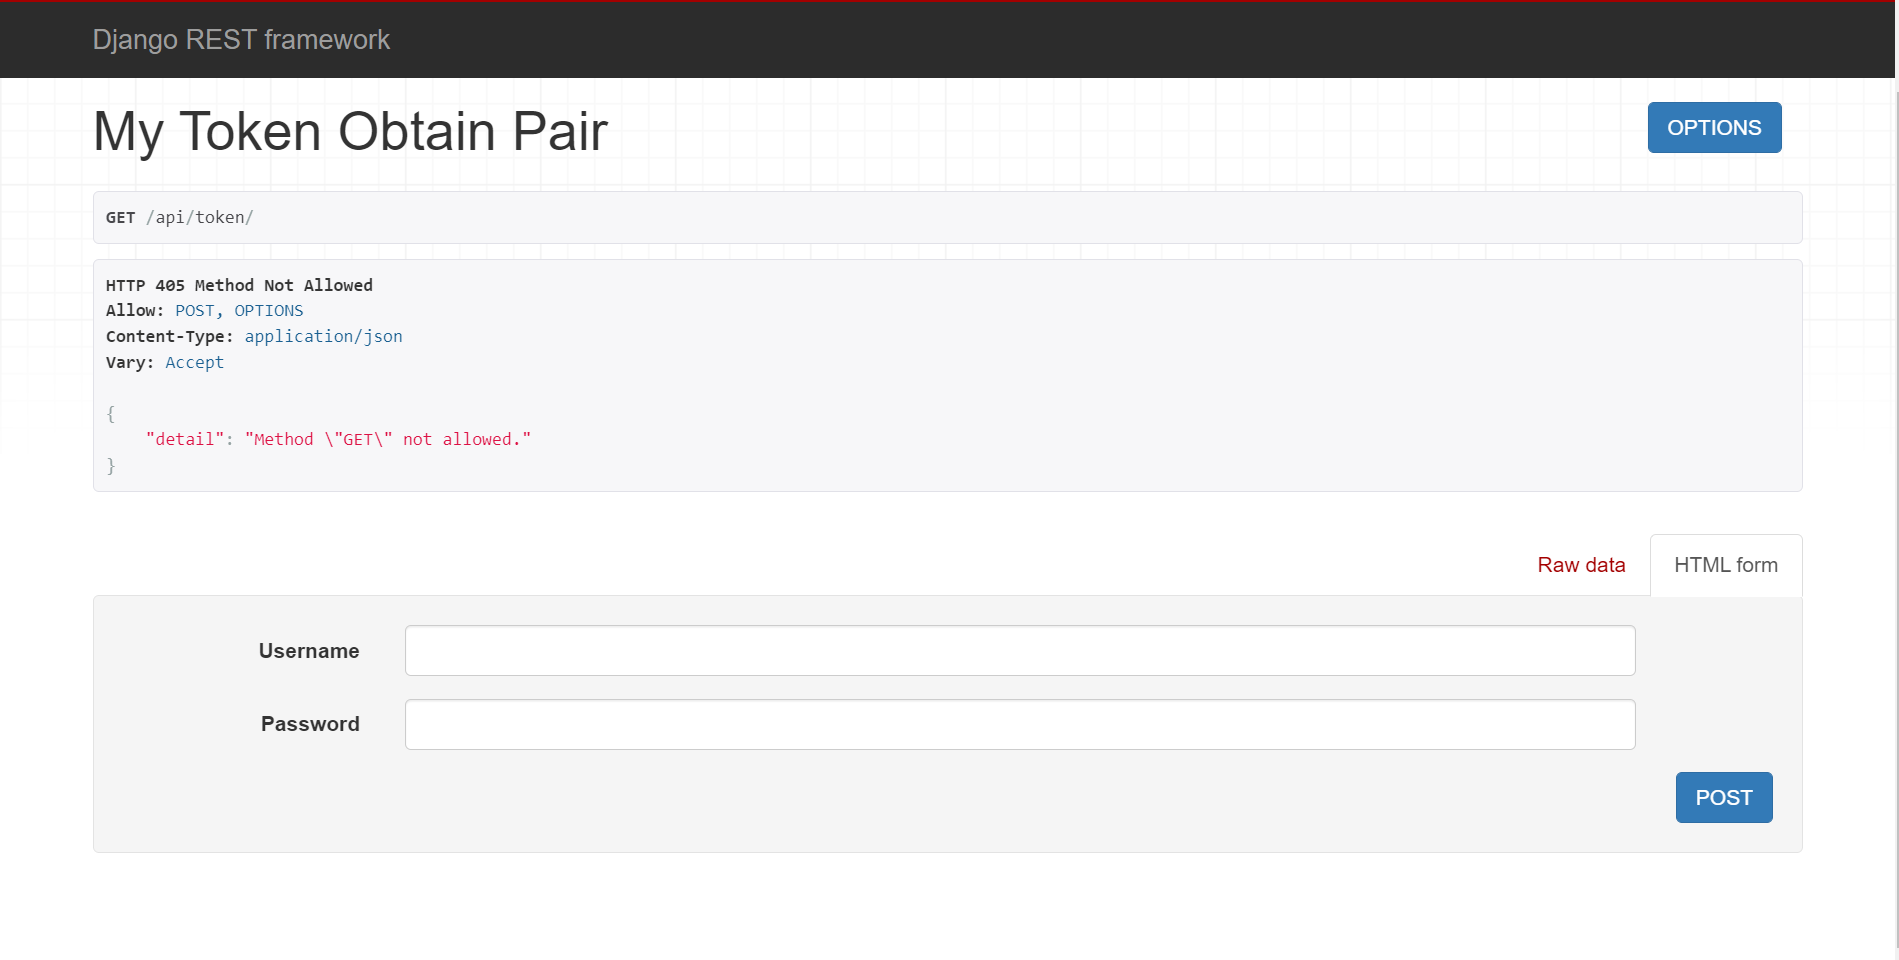 Django REST framework
My Token Obtain Pair
OPTIONS
GET /api/token/
HTTP 405 Method Not Allowed
Allow: POST, OPTIONS
Content-Type: application/json
Vary: Accept
{
    "detail": "Method \"GET\" not allowed."
}
Raw data
HTML form
Username
Password
POST